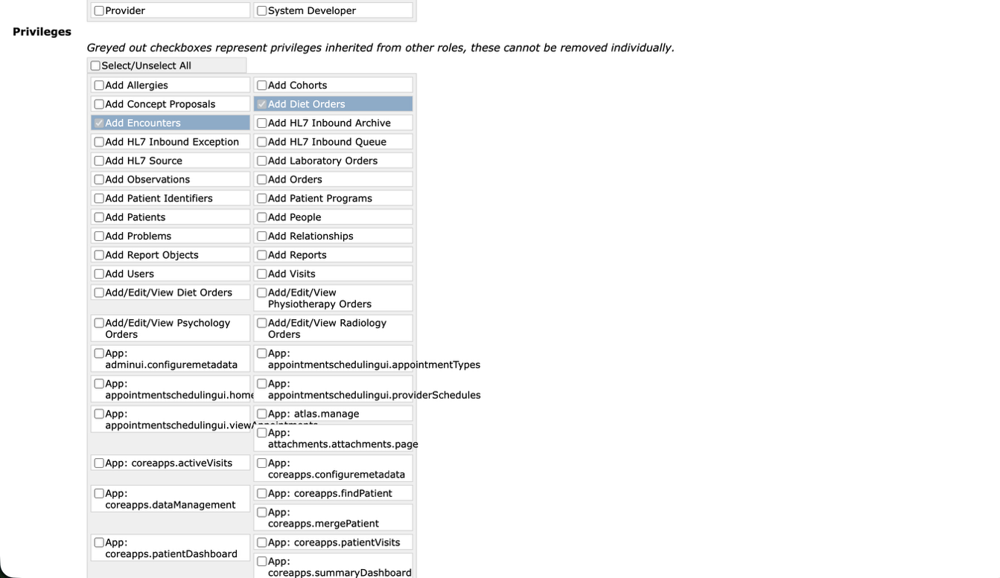 Provider System Developer
Privileges
Greyed out checkboxes represent privileges inherited from other roles, these cannot be removed individually.
Select/Unselect All
Add Allergies Add Cohorts
Add Concept Proposals Add Diet Orders
Add Encounters Add HL7 Inbound Archive
Add HL7 Inbound Exception Add HL7 Inbound Queue
Add HL7 Source Add Laboratory Orders
Add Observations Add Orders
Add Patient Identifiers Add Patient Programs
Add Patients Add People
Add Problems Add Relationships
Add Report Objects Add Reports
Add Users Add Visits
Add/Edit/View Diet Orders Add/Edit/View
Physiotherapy Orders
Add/Edit/View Psychology Add/Edit/View Radiology
Orders Orders
App: App:
adminui.configuremetadata appointmentschedulingui.appointmentTypes
App: App:
appointmentschedulingui.home appointmentschedulingui.providerSchedules
App: App: atlas.manage
appointmentschedulingui.viewAppointments
App:
attachments.attachments.page
App: coreapps.activeVisits App:
coreapps.configuremetadata
App: App: coreapps.findPatient
coreapps.dataManagement
App:
coreapps.mergePatient
App: App: coreapps.patientVisits
coreapps.patientDashboard
App:
coreapps.summaryDashboard